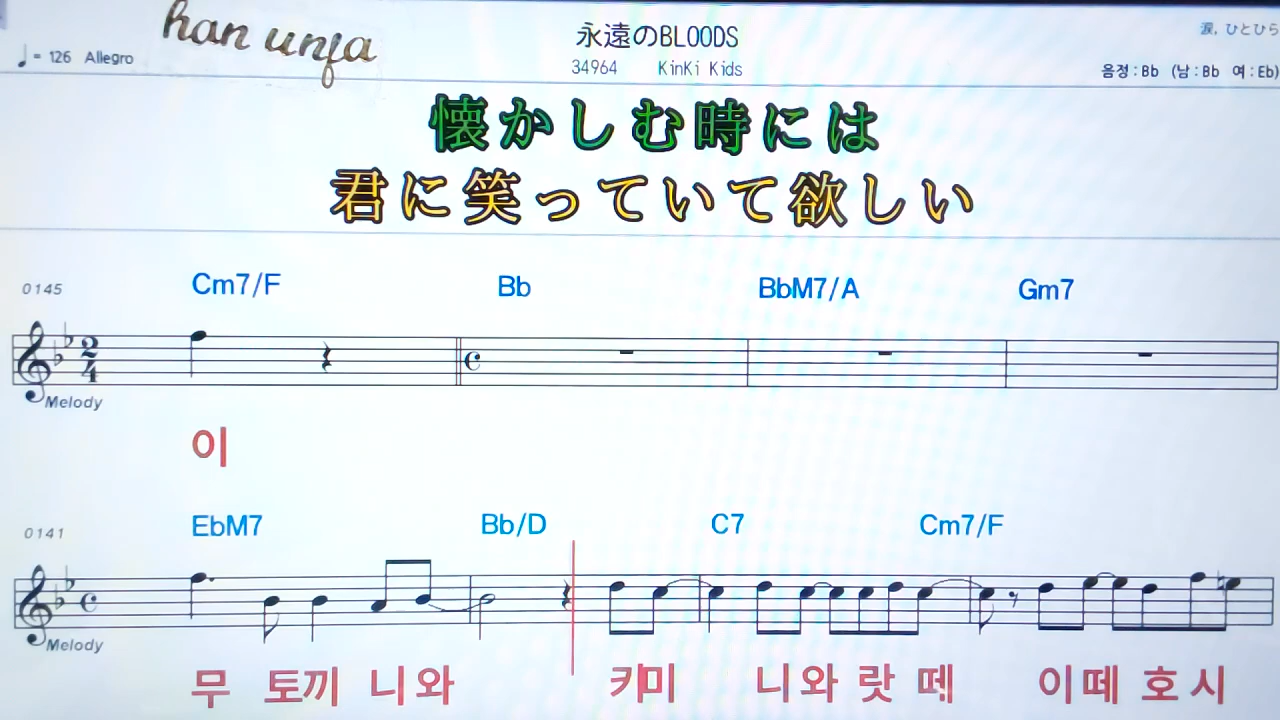 han unfa
♩= 126 Allegro
永遠のBLOODS
34964 KinKi Kids
涙, ひとひら
음정 : Bb (남 : Bb 여 : Eb)
懐かしむ時には
君に笑っていて欲しい
0145 Cm7/F Bb BbM7/A Gm7
2/4
Melody
이
0141 EbM7 Bb/D C7 Cm7/F
Melody
무 토끼 니와 키미 니와 랏 떼 이떼 호 시